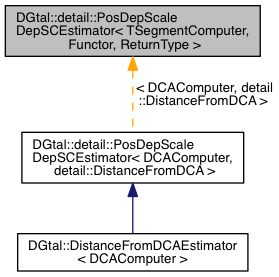 DGtal::detail::PosDepScale
DepSCEstimator< TSegmentComputer,
Functor, ReturnType >
< DCAComputer, detail
::DistanceFromDCA >
DGtal::detail::PosDepScale
DepSCEstimator< DCAComputer,
detail::DistanceFromDCA >
DGtal::DistanceFromDCAEstimator
< DCAComputer >